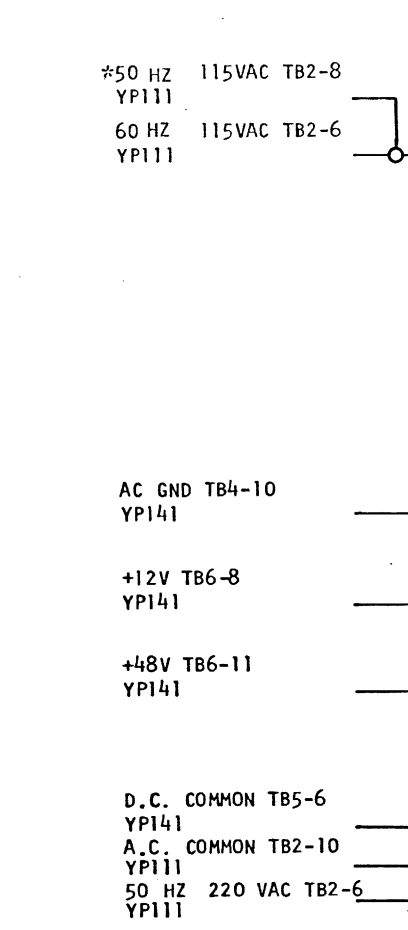 *50 HZ 115VAC TB2-8
YP111
60 HZ 115VAC TB2-6
YP111
AC GND TB4-10
YP141
+12V TB6-8
YP141
+48V TB6-11
YP141
D.C. COMMON TB5-6
YP141
A.C. COMMON TB2-10
YP111
50 HZ 220 VAC TB2-6
YP111